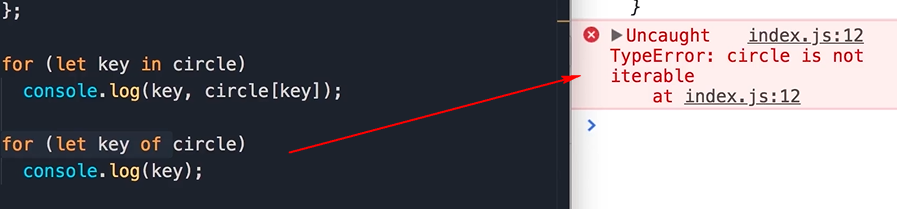 };
for (let key in circle)
console.log(key, circle[key]);
for (let key of circle)
console.log(key);
}
Uncaught index.js:12
TypeError: circle is not
iterable
at index.js:12